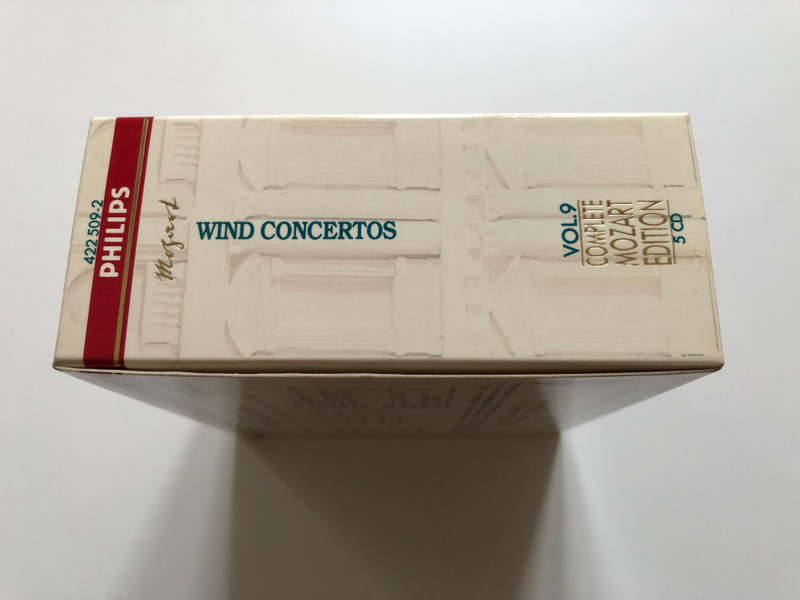 422 509-2
PHILIPS
Mozart
WIND CONCERTOS
VOL.9
COMPLETE
MOZART
EDITION
5 CD